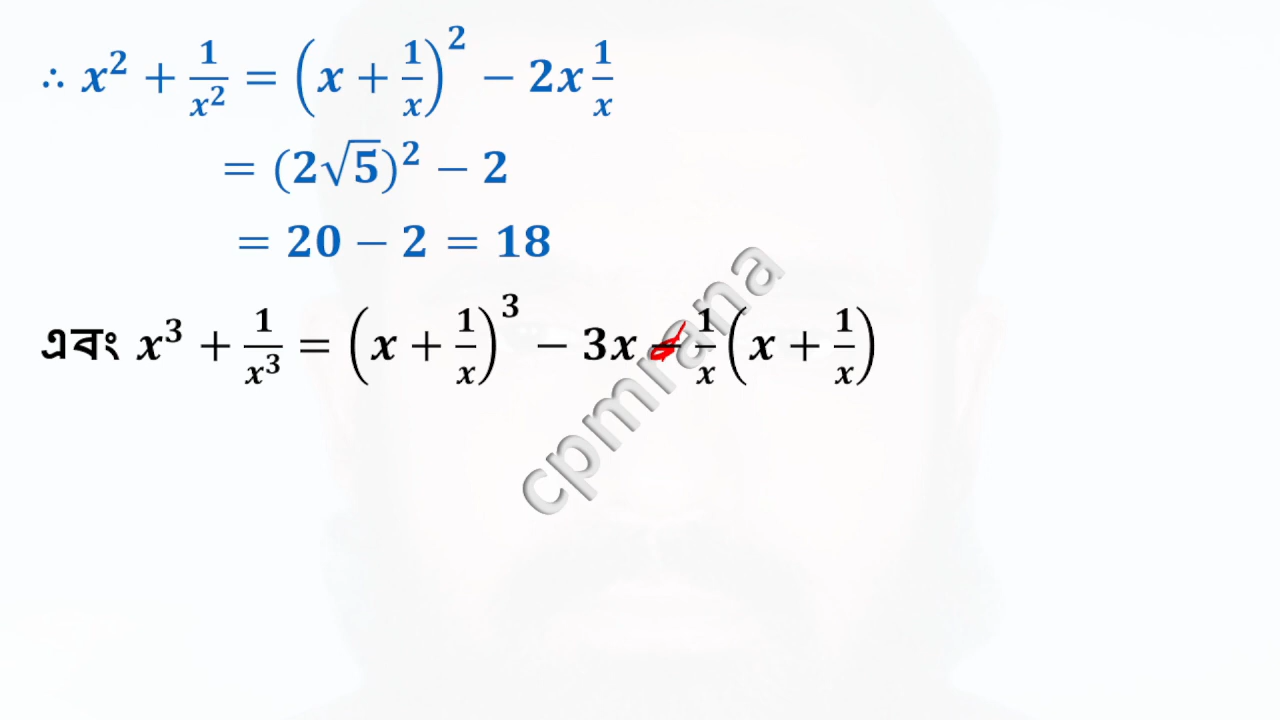 ∴ x² + 1/x² = (x + 1/x)² − 2x 1/x
= (2√5)² − 2
= 20 − 2 = 18
এবং x³ + 1/x³ = (x + 1/x)³ − 3x − 1/x (x + 1/x)
cpmrana